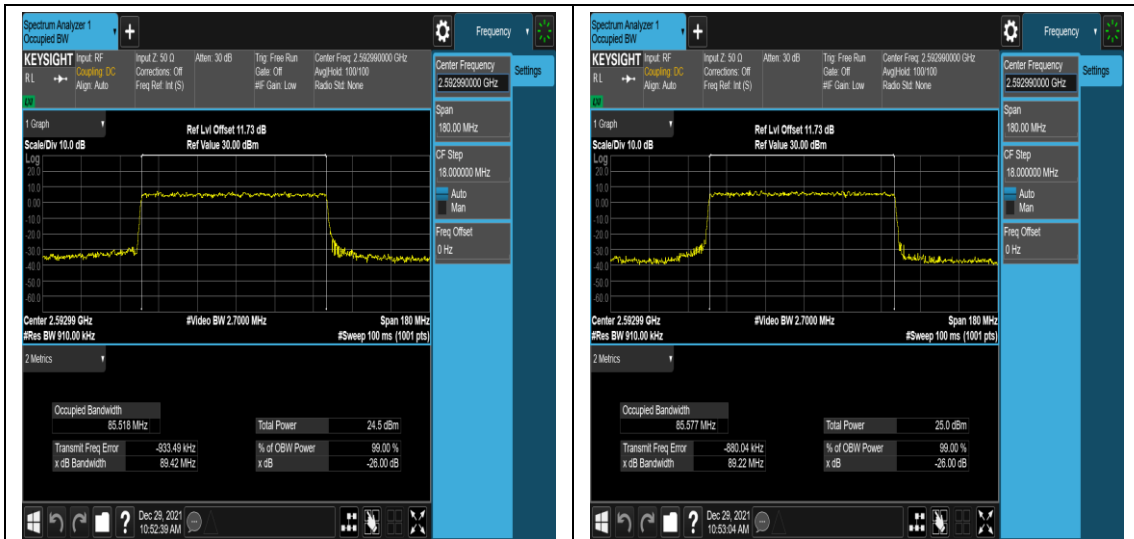 Spectrum Analyzer 1
Occupied BW
Frequency
KEYSIGHT
Input: RF
Coupling: DC
Align: Auto
Input Z: 50 Ω
Corrections: Off
Freq Ref: Int (S)
Atten: 30 dB
Trig: Free Run
Gate: Off
#IF Gain: Low
Center Freq: 2.592990000 GHz
Avg|Hold: 100/100
Radio Std: None
R L
Center Frequency
2.592990000 GHz
Settings
Span
180.00 MHz
CF Step
18.000000 MHz
Auto
Man
Freq Offset
0 Hz
1 Graph
Ref Lvl Offset 11.73 dB
Scale/Div 10.0 dB
Ref Value 30.00 dBm
Log
20.0
10.0
0.00
-10.0
-20.0
-30.0
-40.0
-50.0
-60.0
Center 2.59299 GHz
#Video BW 2.7000 MHz
Span 180 MHz
#Res BW 910.00 kHz
#Sweep 100 ms (1001 pts)
2 Metrics
Occupied Bandwidth
85.518 MHz
Total Power
24.5 dBm
Transmit Freq Error
-933.49 kHz
% of OBW Power
99.00 %
x dB Bandwidth
89.42 MHz
x dB
-26.00 dB
?
Dec 29, 2021
10:52:39 AM
Spectrum Analyzer 1
Occupied BW
Frequency
KEYSIGHT
Input: RF
Coupling: DC
Align: Auto
Input Z: 50 Ω
Corrections: Off
Freq Ref: Int (S)
Atten: 30 dB
Trig: Free Run
Gate: Off
#IF Gain: Low
Center Freq: 2.592990000 GHz
Avg|Hold: 100/100
Radio Std: None
R L
Center Frequency
2.592990000 GHz
Settings
Span
180.00 MHz
CF Step
18.000000 MHz
Auto
Man
Freq Offset
0 Hz
1 Graph
Ref Lvl Offset 11.73 dB
Scale/Div 10.0 dB
Ref Value 30.00 dBm
Log
20.0
10.0
0.00
-10.0
-20.0
-30.0
-40.0
-50.0
-60.0
Center 2.59299 GHz
#Video BW 2.7000 MHz
Span 180 MHz
#Res BW 910.00 kHz
#Sweep 100 ms (1001 pts)
2 Metrics
Occupied Bandwidth
85.577 MHz
Total Power
25.0 dBm
Transmit Freq Error
-880.04 kHz
% of OBW Power
99.00 %
x dB Bandwidth
89.22 MHz
x dB
-26.00 dB
?
Dec 29, 2021
10:53:04 AM